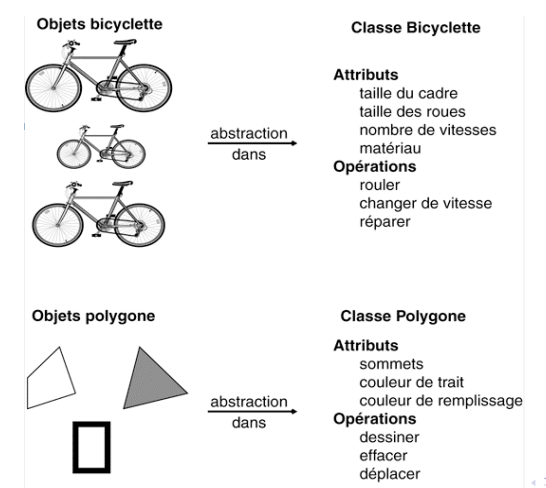 Objets bicyclette
Classe Bicyclette
Attributs
taille du cadre
taille des roues
nombre de vitesses
matériau
Opérations
rouler
changer de vitesse
réparer
abstraction
dans
Objets polygone
Classe Polygone
Attributs
sommets
couleur de trait
couleur de remplissage
Opérations
dessiner
effacer
déplacer
abstraction
dans